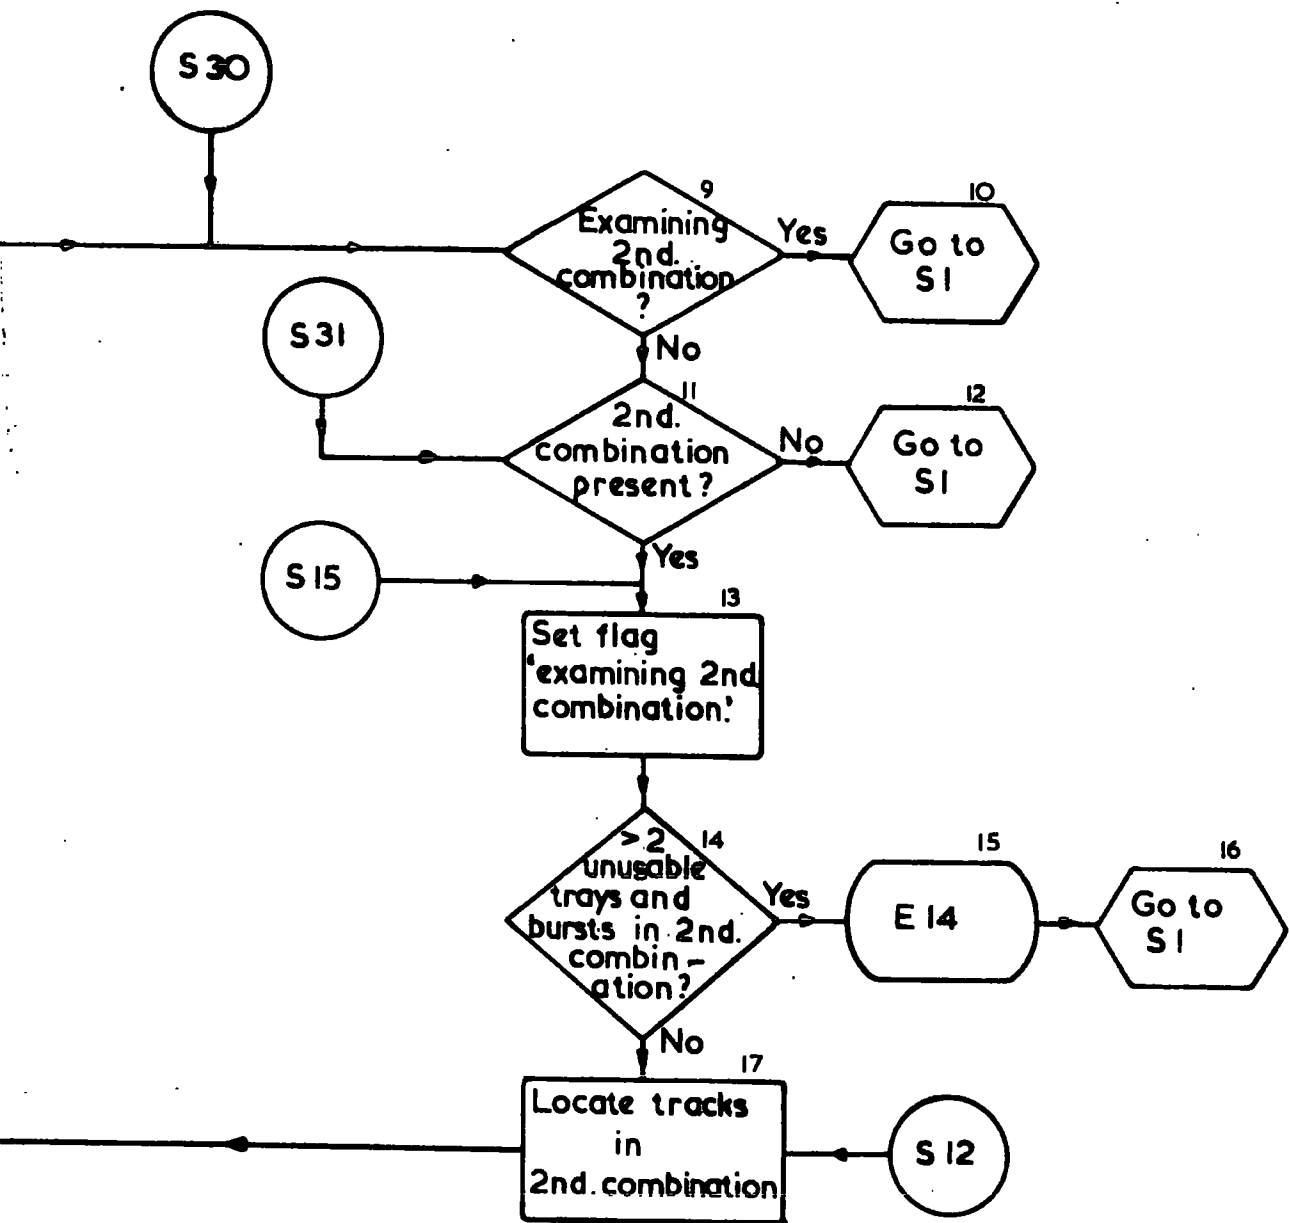 S30
9
Examining
2nd.
combination
?
Yes
10
Go to
S1
No
S31
11
2nd.
combination
present?
No
12
Go to
S1
Yes
S15
13
Set flag
'examining 2nd
combination.'
>2
14
unusable
trays and
bursts in 2nd.
combin-
ation?
Yes
15
E14
16
Go to
S1
No
17
Locate tracks
in
2nd. combination
S12